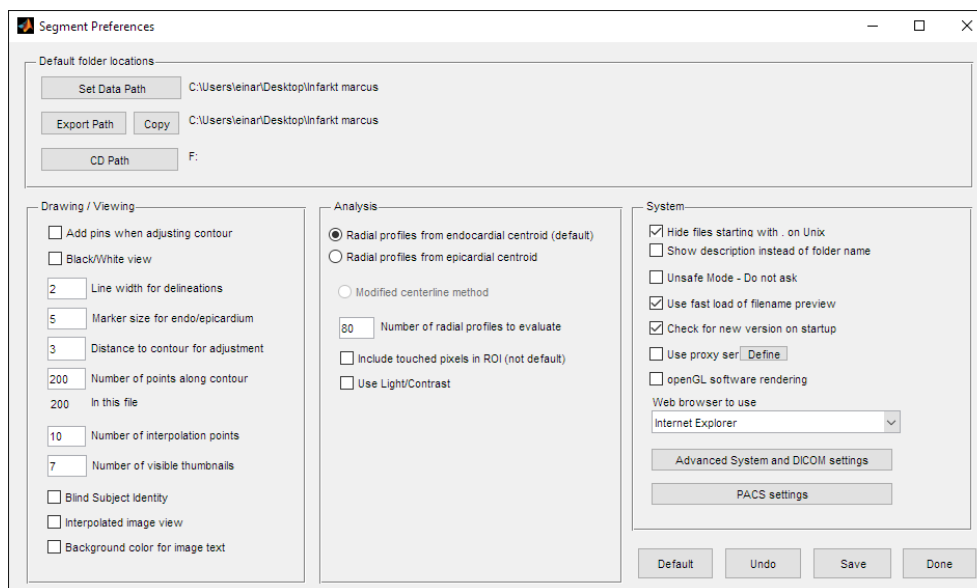 Segment Preferences
Default folder locations
Set Data Path C:\Users\einar\Desktop\Infarkt marcus
Export Path Copy C:\Users\einar\Desktop\Infarkt marcus
CD Path F:
Drawing / Viewing
Add pins when adjusting contour
Black/White view
2 Line width for delineations
5 Marker size for endo/epicardium
3 Distance to contour for adjustment
200 Number of points along contour
200 In this file
10 Number of interpolation points
7 Number of visible thumbnails
Blind Subject Identity
Interpolated image view
Background color for image text
Analysis
Radial profiles from endocardial centroid (default)
Radial profiles from epicardial centroid
Modified centerline method
80 Number of radial profiles to evaluate
Include touched pixels in ROI (not default)
Use Light/Contrast
System
Hide files starting with . on Unix
Show description instead of folder name
Unsafe Mode - Do not ask
Use fast load of filename preview
Check for new version on startup
Use proxy ser Define
openGL software rendering
Web browser to use
Internet Explorer
Advanced System and DICOM settings
PACS settings
Default Undo Save Done